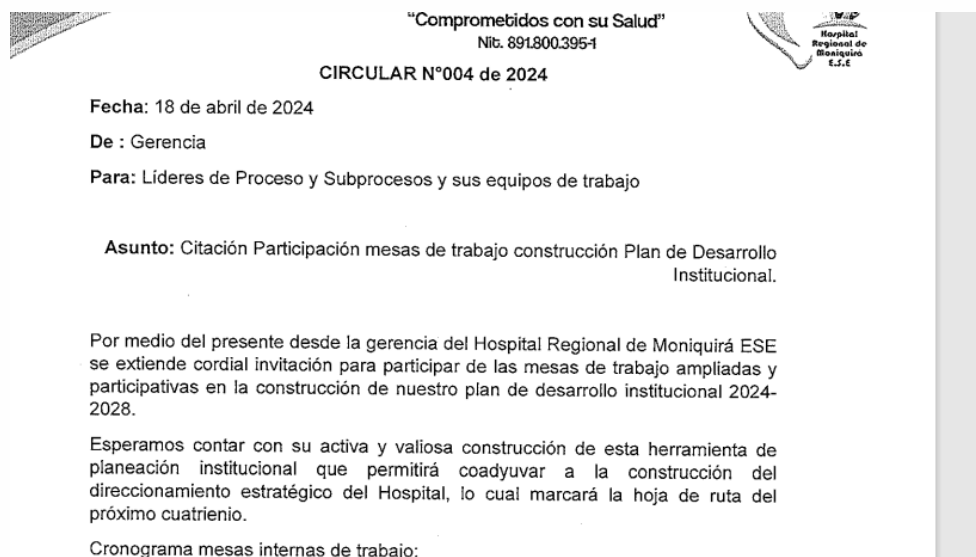 “Comprometidos con su Salud”
Nit. 891.800.395-1
Hospital
Regional de
Moniquirá
E.S.E
CIRCULAR N°004 de 2024
Fecha: 18 de abril de 2024
De : Gerencia
Para: Líderes de Proceso y Subprocesos y sus equipos de trabajo
Asunto: Citación Participación mesas de trabajo construcción Plan de Desarrollo
Institucional.
Por medio del presente desde la gerencia del Hospital Regional de Moniquirá ESE
se extiende cordial invitación para participar de las mesas de trabajo ampliadas y
participativas en la construcción de nuestro plan de desarrollo institucional 2024-
2028.
Esperamos contar con su activa y valiosa construcción de esta herramienta de
planeación institucional que permitirá coadyuvar a la construcción del
direccionamiento estratégico del Hospital, lo cual marcará la hoja de ruta del
próximo cuatrienio.
Cronograma mesas internas de trabajo: